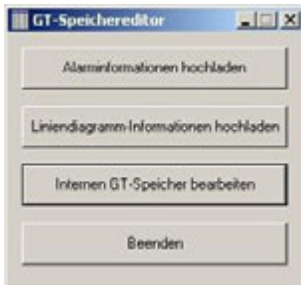 GT-Speichereditor
Alarminformationen hochladen
Liniendiagramm-Informationen hochladen
Internen GT-Speicher bearbeiten
Beenden